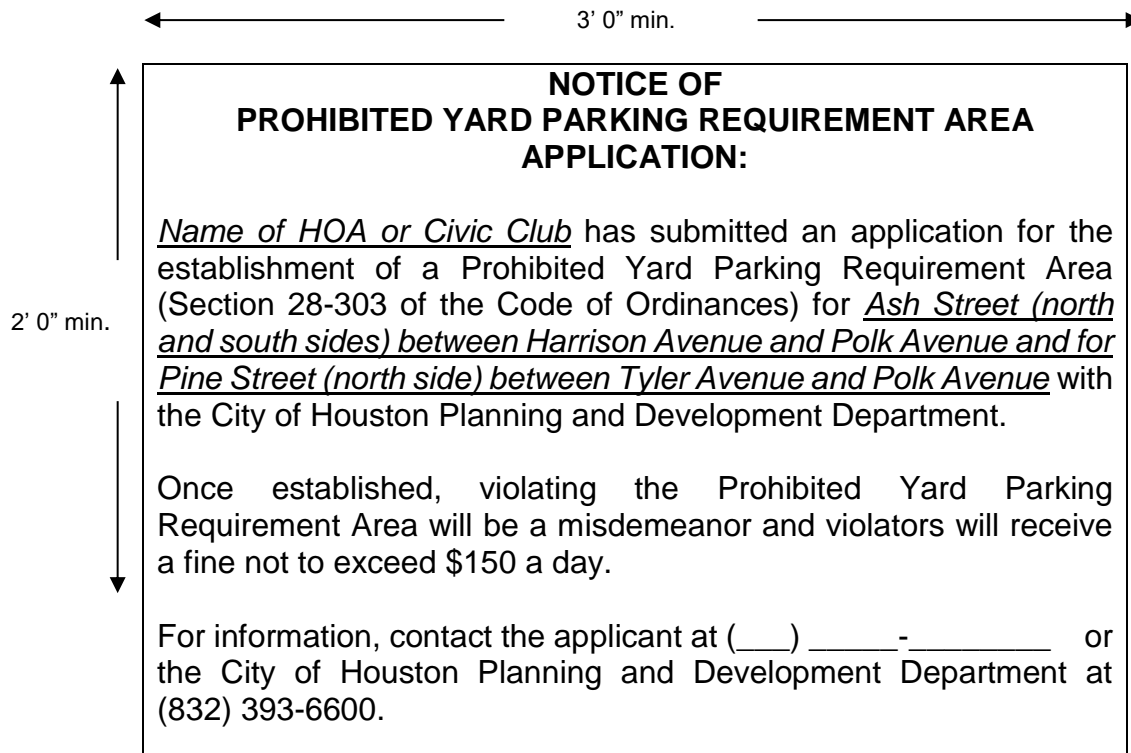 3’ 0” min.
NOTICE OF
PROHIBITED YARD PARKING REQUIREMENT AREA
APPLICATION:
Name of HOA or Civic Club has submitted an application for the
establishment of a Prohibited Yard Parking Requirement Area
(Section 28-303 of the Code of Ordinances) for Ash Street (north
2’ 0” min.
and south sides) between Harrison Avenue and Polk Avenue and for
Pine Street (north side) between Tyler Avenue and Polk Avenue with
the City of Houston Planning and Development Department.
Once established, violating the Prohibited Yard Parking
Requirement Area will be a misdemeanor and violators will receive
a fine not to exceed $150 a day.
For information, contact the applicant at (___) _____-________ or
the City of Houston Planning and Development Department at
(832) 393-6600.